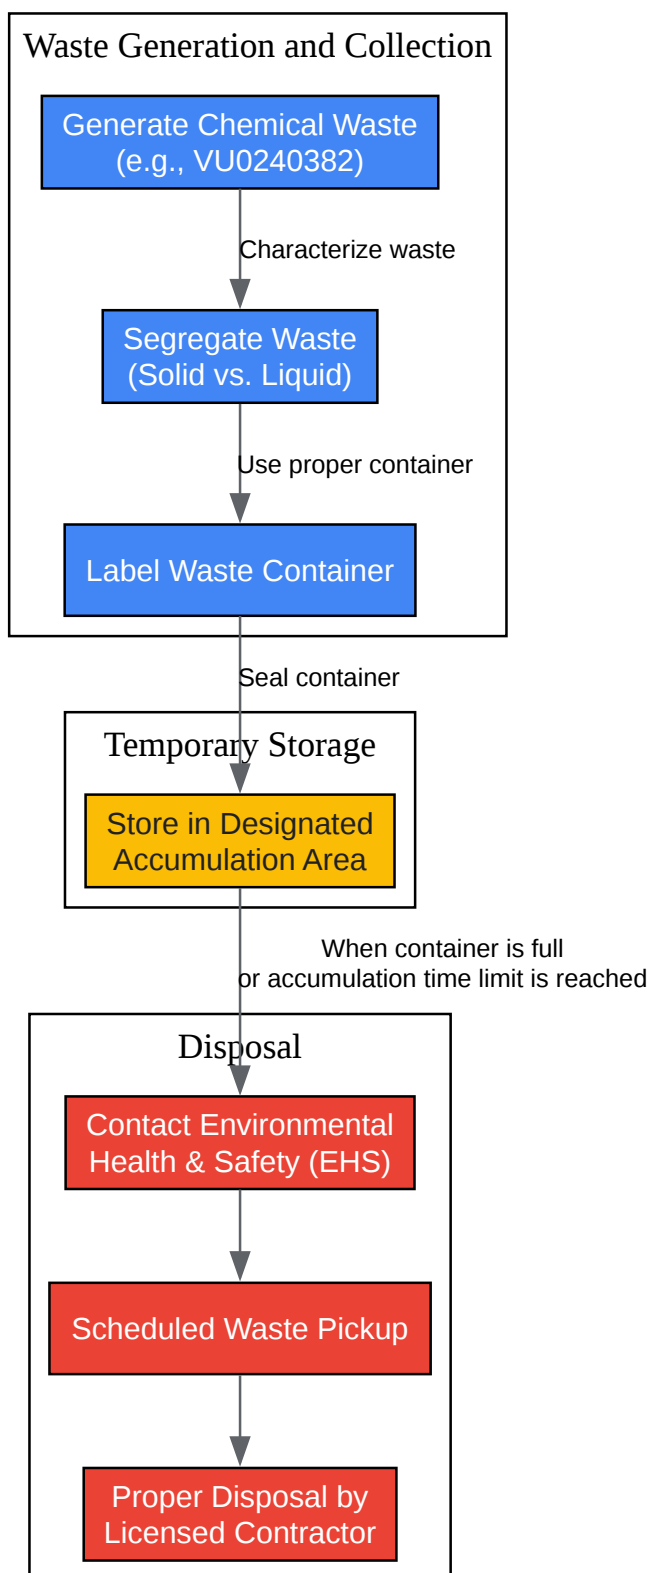 Waste Generation and Collection
Generate Chemical Waste
(e.g., VU0240382)
Characterize waste
Segregate Waste
(Solid vs. Liquid)
Use proper container
Label Waste Container
Seal container
Temporary Storage
Store in Designated
Accumulation Area
When container is full
or accumulation time limit is reached
Disposal
Contact Environmental
Health & Safety (EHS)
Scheduled Waste Pickup
Proper Disposal by
Licensed Contractor